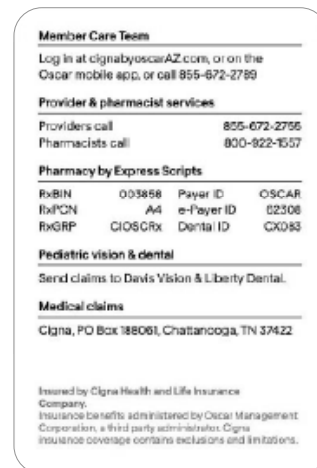 Member Care Team
Log in at cignabyoscarAZ.com, or on the
Oscar mobile app, or call 855-672-2789
Provider & pharmacist services
Providers call 855-672-2755
Pharmacists call 800-922-1557
Pharmacy by Express Scripts
RxBIN 003858 Payer ID OSCAR
RxPCN A4 e-Payer ID 62308
RxGRP CIOSCRx Dental ID CX083
Pediatric vision & dental
Send claims to Davis Vision & Liberty Dental.
Medical claims
Cigna, PO Box 188061, Chattanooga, TN 37422
Insured by Cigna Health and Life Insurance
Company.
Insurance benefits administered by Oscar Management
Corporation, a third party administrator. Cigna
insurance coverage contains exclusions and limitations.